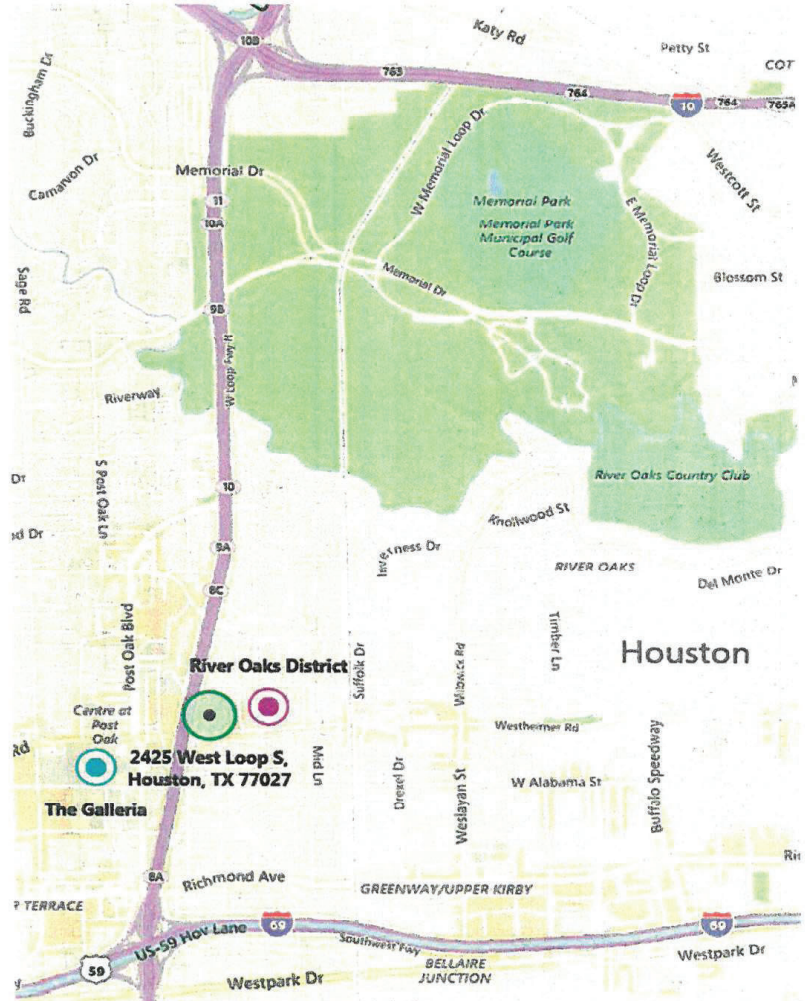 Katy Rd
Petty St
COT
10B
763
764
10
764
765A
Buckingham Dr
Carnarvon Dr
Memorial Dr
W Memorial Loop Dr
Westcott St
11
10A
Memorial Park
Memorial Park
Municipal Golf
Course
E Memorial Loop Dr
Memorial Dr
Blossom St
Sage Rd
9B
W Loop Fwy N
Riverway
S Post Oak Ln
Dr
10
River Oaks Country Club
Knollwood St
od Dr
9A
Inverness Dr
RIVER OAKS
Del Monte Dr
8C
Post Oak Blvd
Timber Ln
Houston
River Oaks District
Suffolk Dr
Willowick Rd
Centre at
Post
Oak
Westheimer Rd
Rd
2425 West Loop S,
Houston, TX 77027
Mid Ln
Drexel Dr
Weslayan St
W Alabama St
Buffalo Speedway
The Galleria
8A
Richmond Ave
GREENWAY/UPPER KIRBY
TERRACE
US-59 Hov Lane
69
Southwest Fwy
69
59
Westpark Dr
BELLAIRE
JUNCTION
Westpark Dr